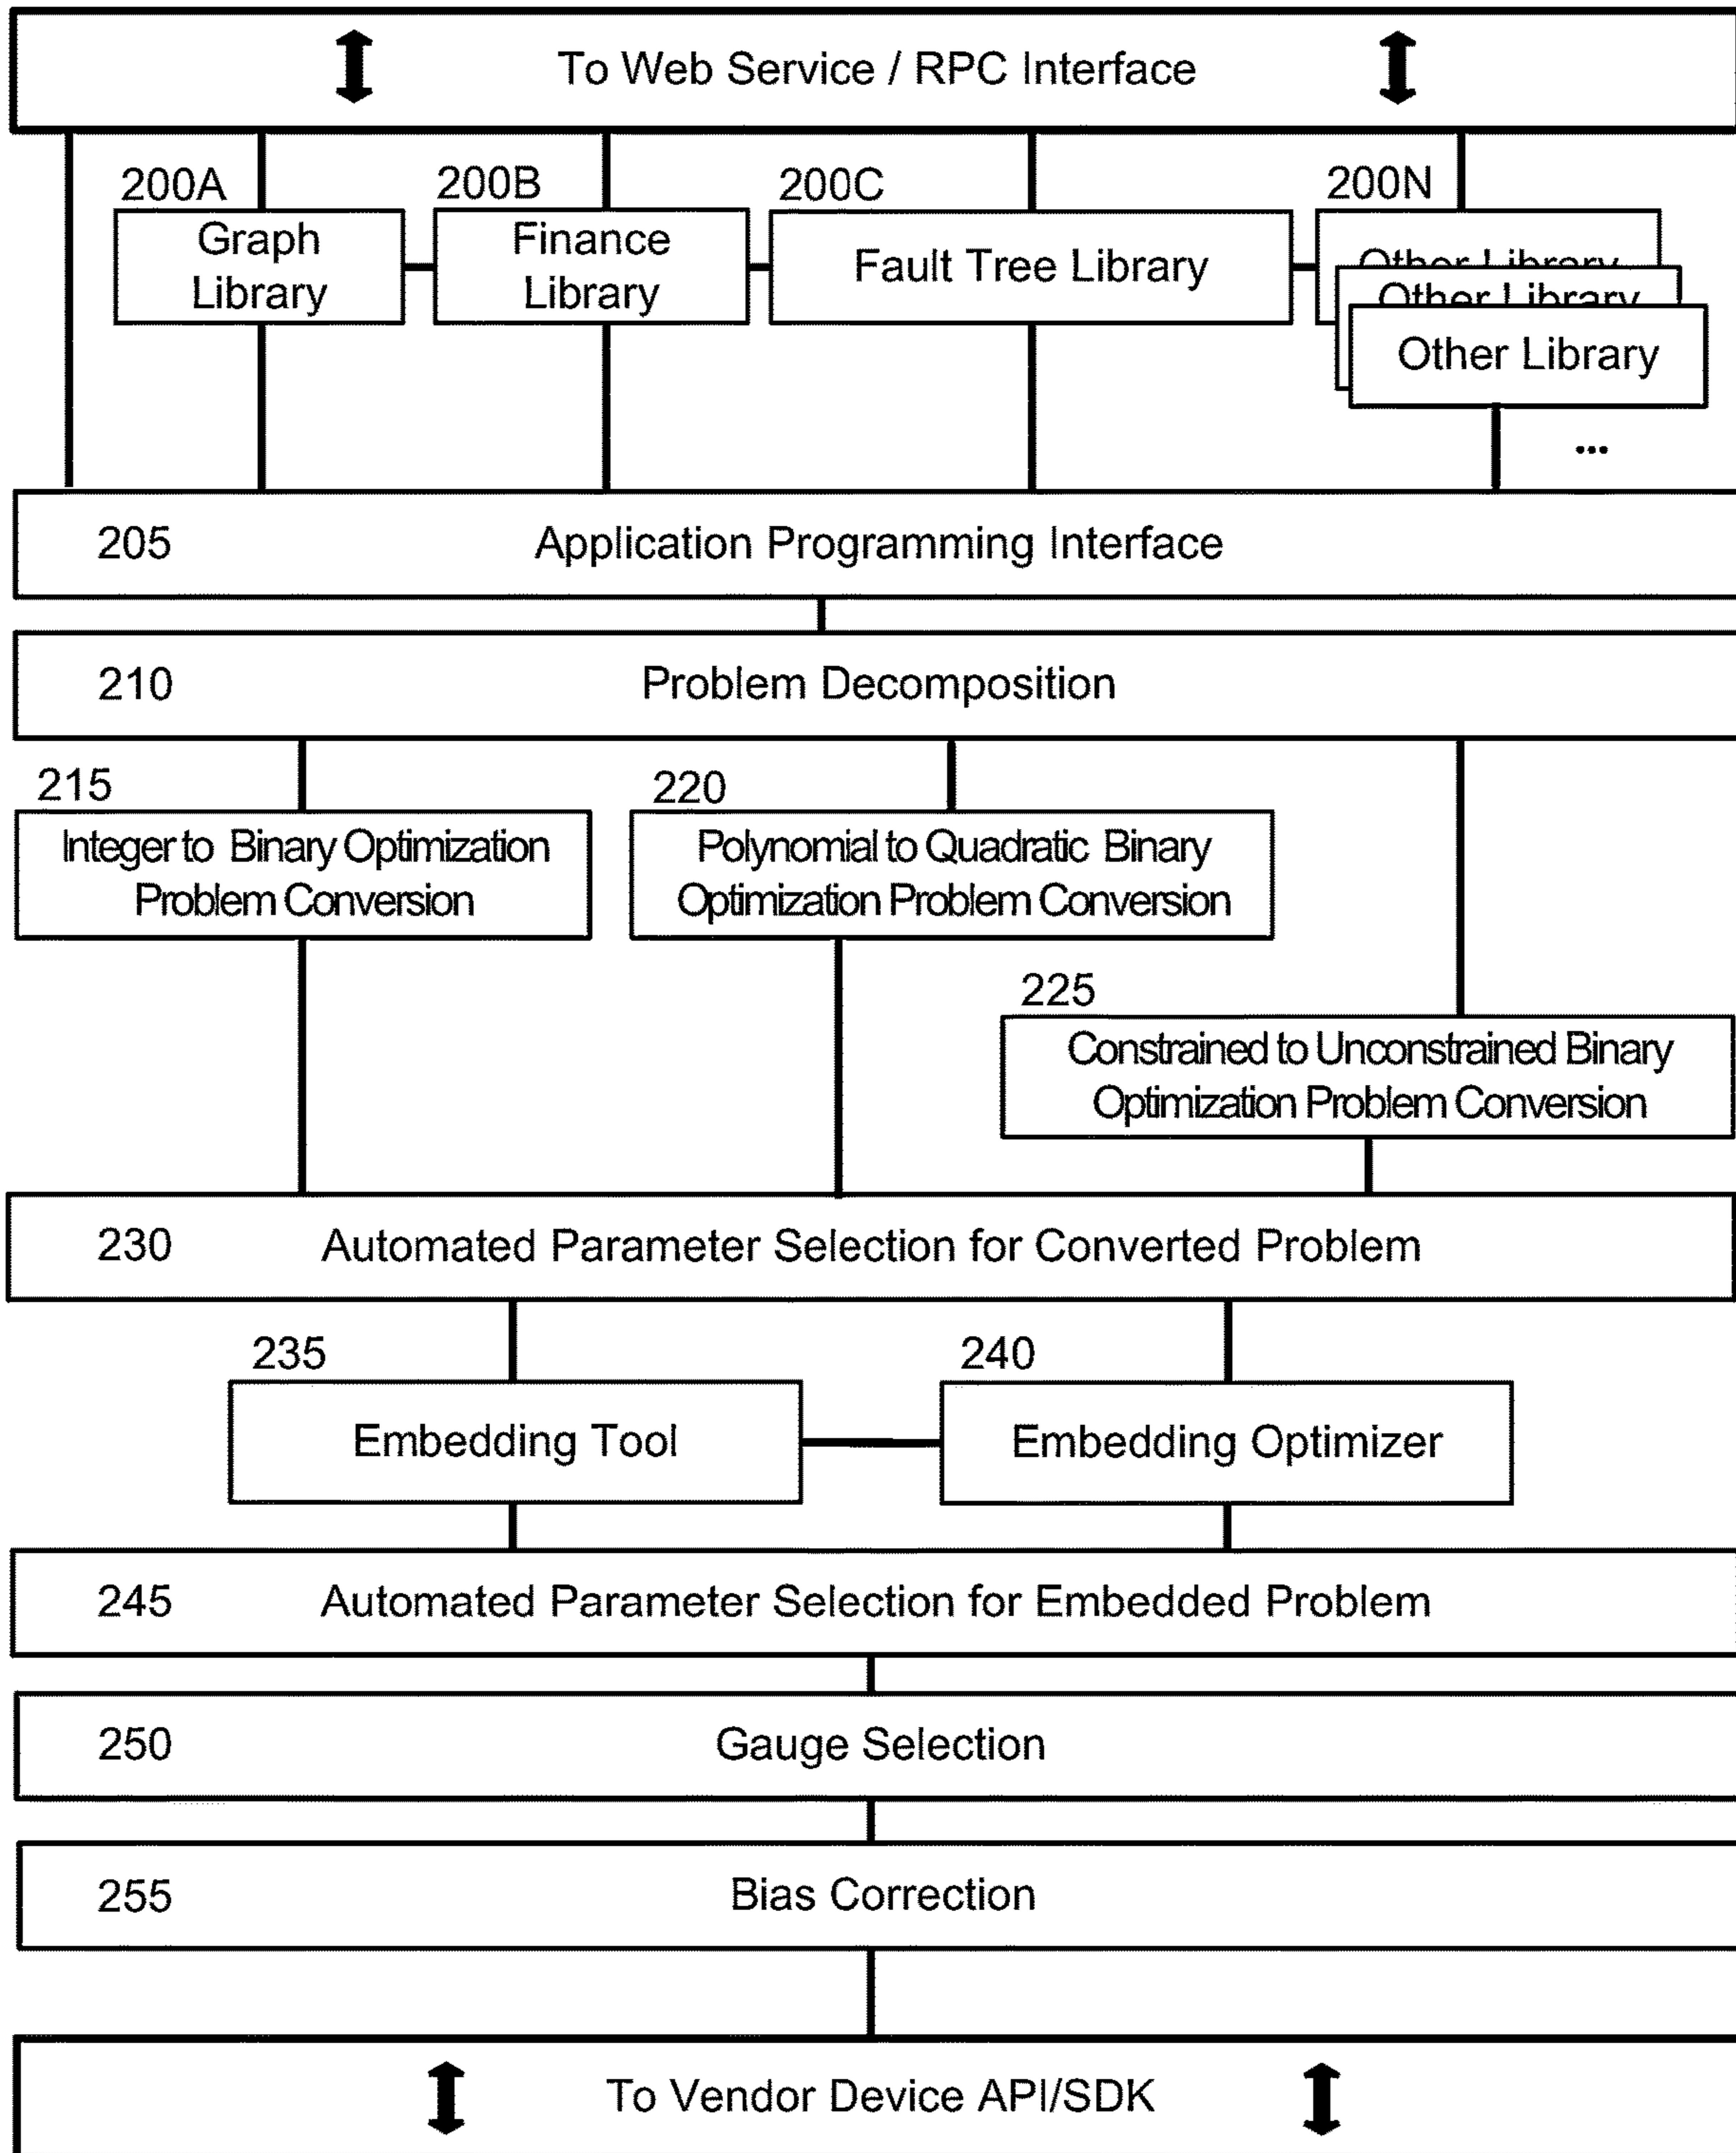 To Web Service / RPC Interface
200A
200B
200C
200N
Graph
Library
Finance
Library
Fault Tree Library
Other Library
Other Library
Other Library
...
205
Application Programming Interface
210
Problem Decomposition
215
220
Integer to Binary Optimization
Problem Conversion
Polynomial to Quadratic Binary
Optimization Problem Conversion
225
Constrained to Unconstrained Binary
Optimization Problem Conversion
230
Automated Parameter Selection for Converted Problem
235
240
Embedding Tool
Embedding Optimizer
245
Automated Parameter Selection for Embedded Problem
250
Gauge Selection
255
Bias Correction
To Vendor Device API/SDK